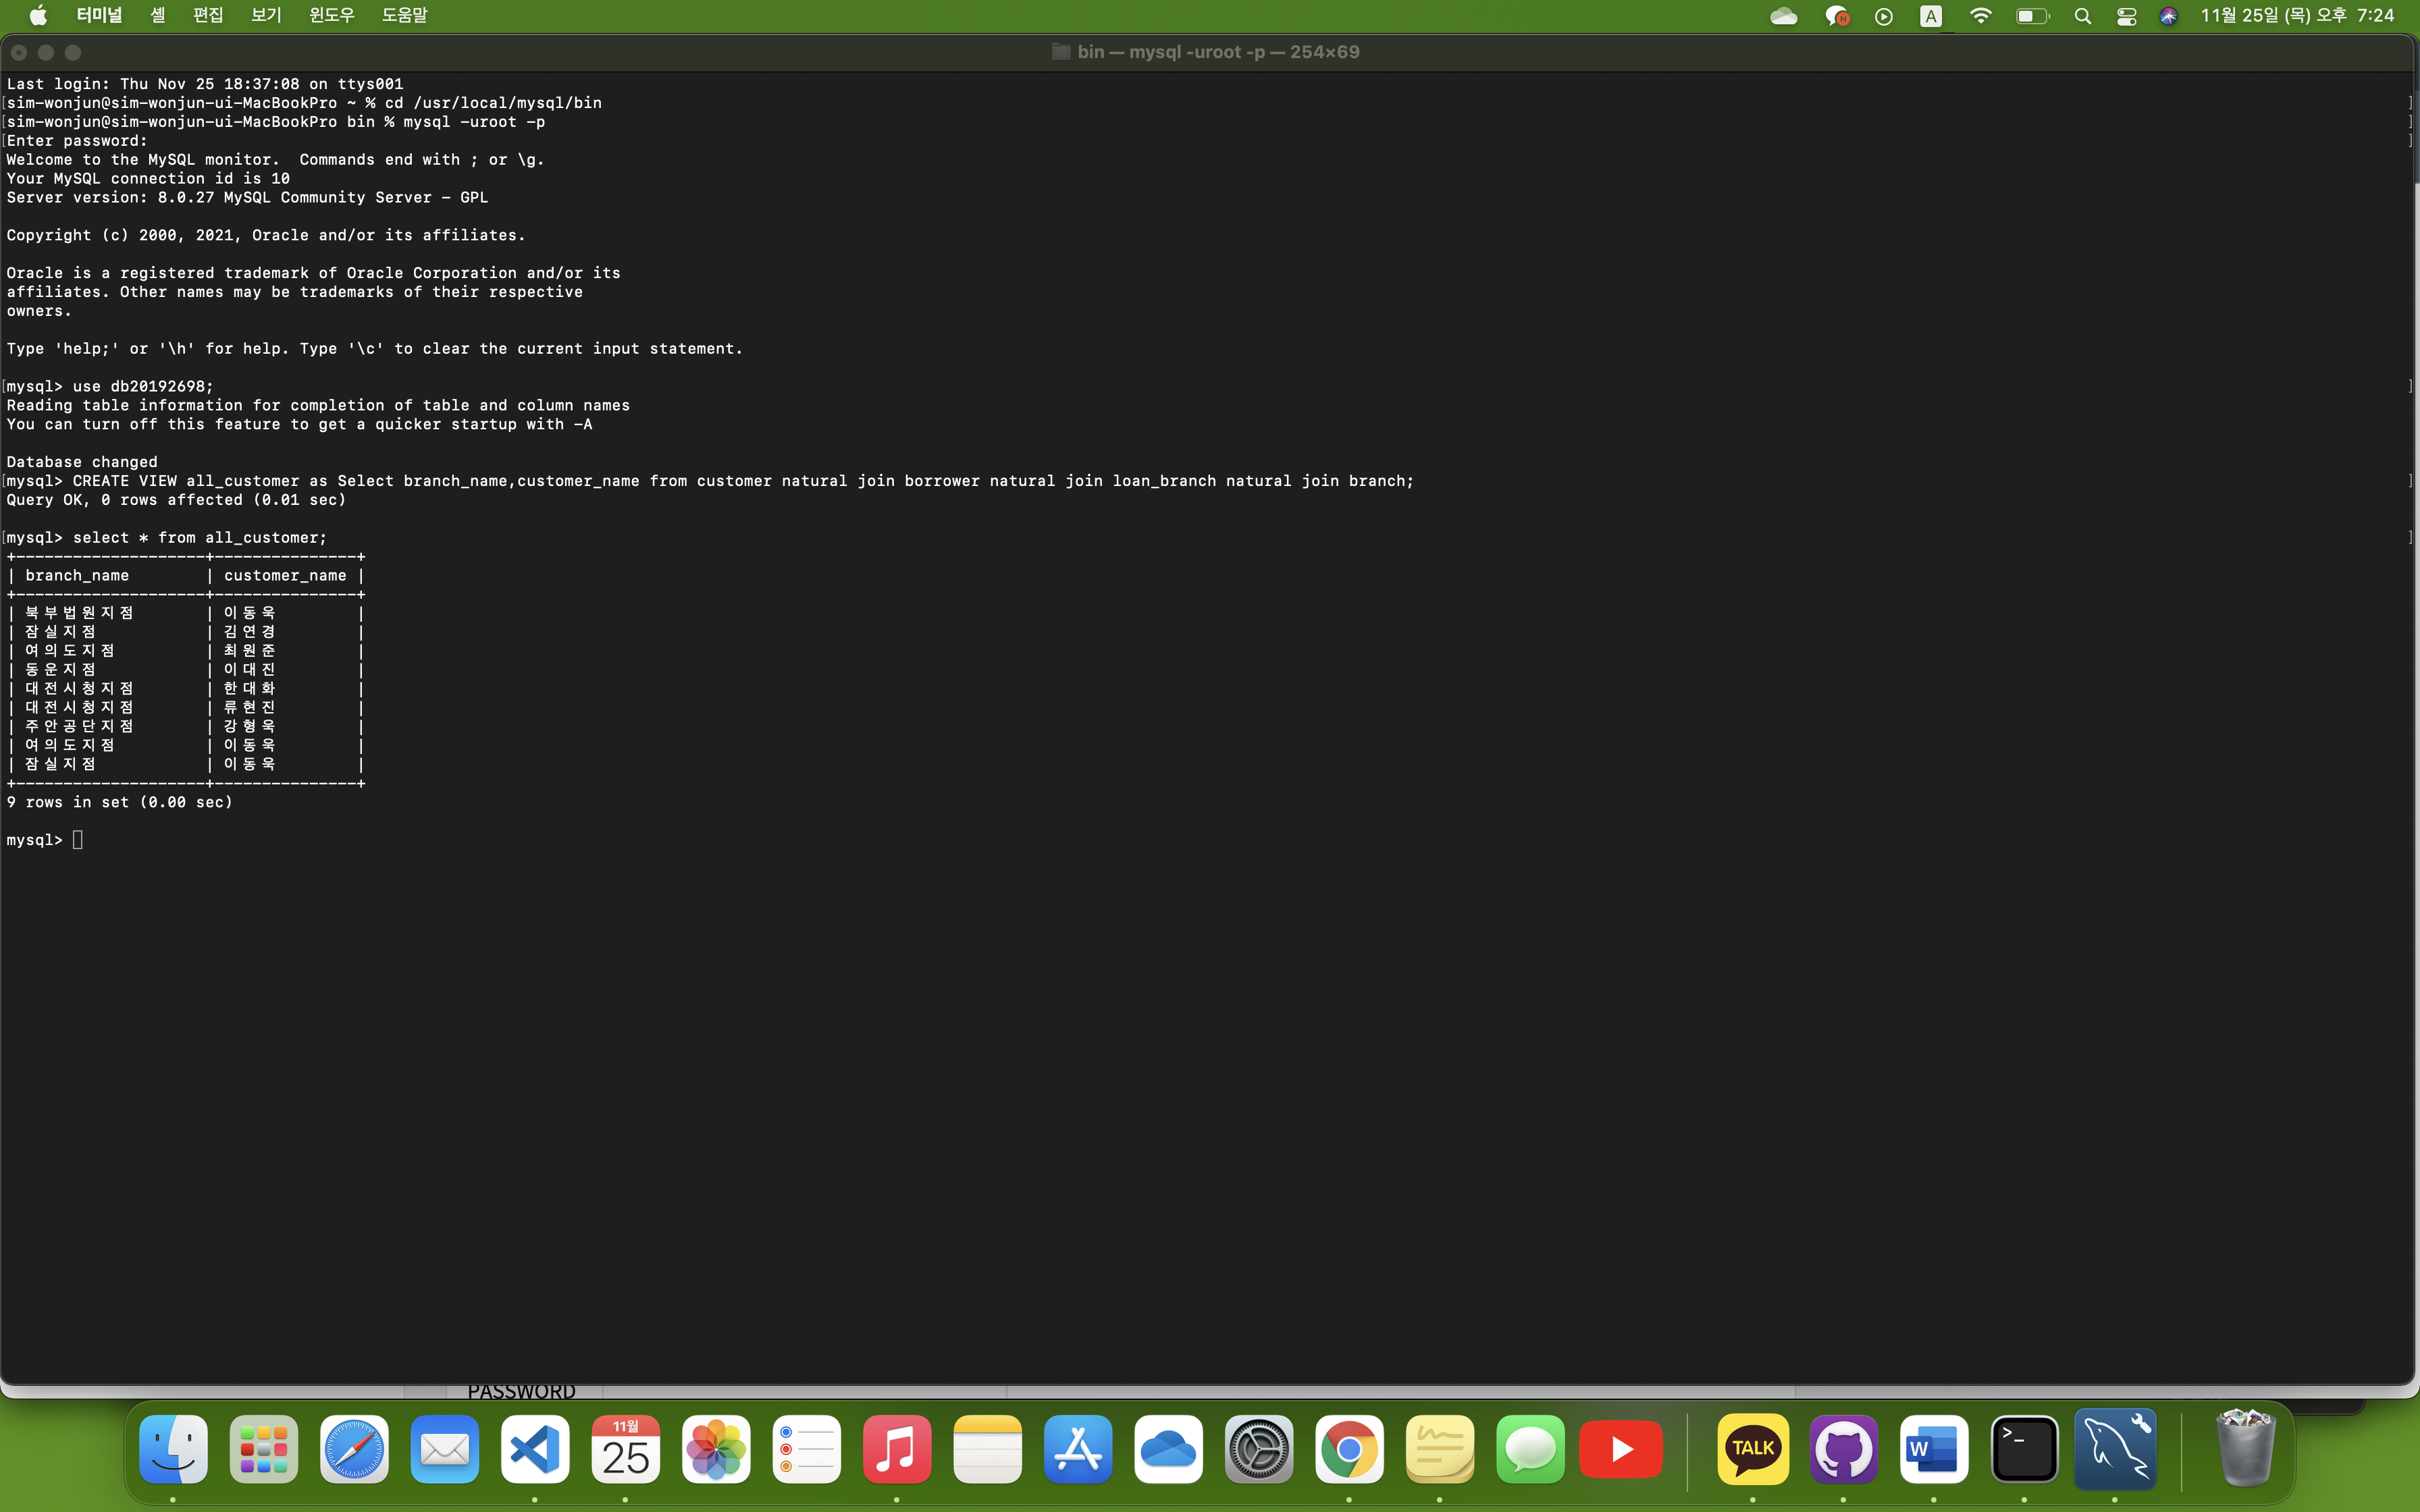 터미널 셸 편집 보기 윈도우 도움말
A
11월 25일 (목) 오후 7:24
bin — mysql -uroot -p — 254×69
Last login: Thu Nov 25 18:37:08 on ttys001
[sim-wonjun@sim-wonjun-ui-MacBookPro ~ % cd /usr/local/mysql/bin ]
[sim-wonjun@sim-wonjun-ui-MacBookPro bin % mysql -uroot -p ]
[Enter password: ]
Welcome to the MySQL monitor.  Commands end with ; or \g.
Your MySQL connection id is 10
Server version: 8.0.27 MySQL Community Server - GPL
Copyright (c) 2000, 2021, Oracle and/or its affiliates.
Oracle is a registered trademark of Oracle Corporation and/or its
affiliates. Other names may be trademarks of their respective
owners.
Type 'help;' or '\h' for help. Type '\c' to clear the current input statement.
[mysql> use db20192698; ]
Reading table information for completion of table and column names
You can turn off this feature to get a quicker startup with -A
Database changed
[mysql> CREATE VIEW all_customer as Select branch_name,customer_name from customer natural join borrower natural join loan_branch natural join branch; ]
Query OK, 0 rows affected (0.01 sec)
[mysql> select * from all_customer; ]
+--------------------+---------------+
| branch_name        | customer_name |
+--------------------+---------------+
| 북부법원지점 | 이동욱 |
| 잠실지점 | 김연경 |
| 여의도지점 | 최원준 |
| 동운지점 | 이대진 |
| 대전시청지점 | 한대화 |
| 대전시청지점 | 류현진 |
| 주안공단지점 | 강형욱 |
| 여의도지점 | 이동욱 |
| 잠실지점 | 이동욱 |
+--------------------+---------------+
9 rows in set (0.00 sec)
mysql>
PASSWORD
11월
25
TALK
W
>_